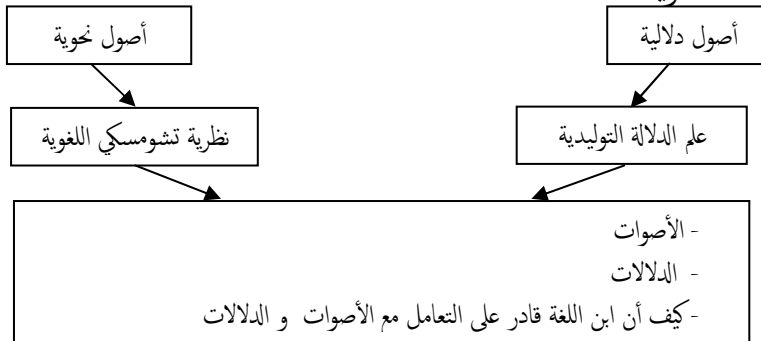 أصول دلالية
أصول نحوية
علم الدلالة التوليدية
نظرية تشومسكي اللغوية
- الأصوات
- الدلالات
- كيف أن ابن اللغة قادر على التعامل مع الأصوات و الدلالات